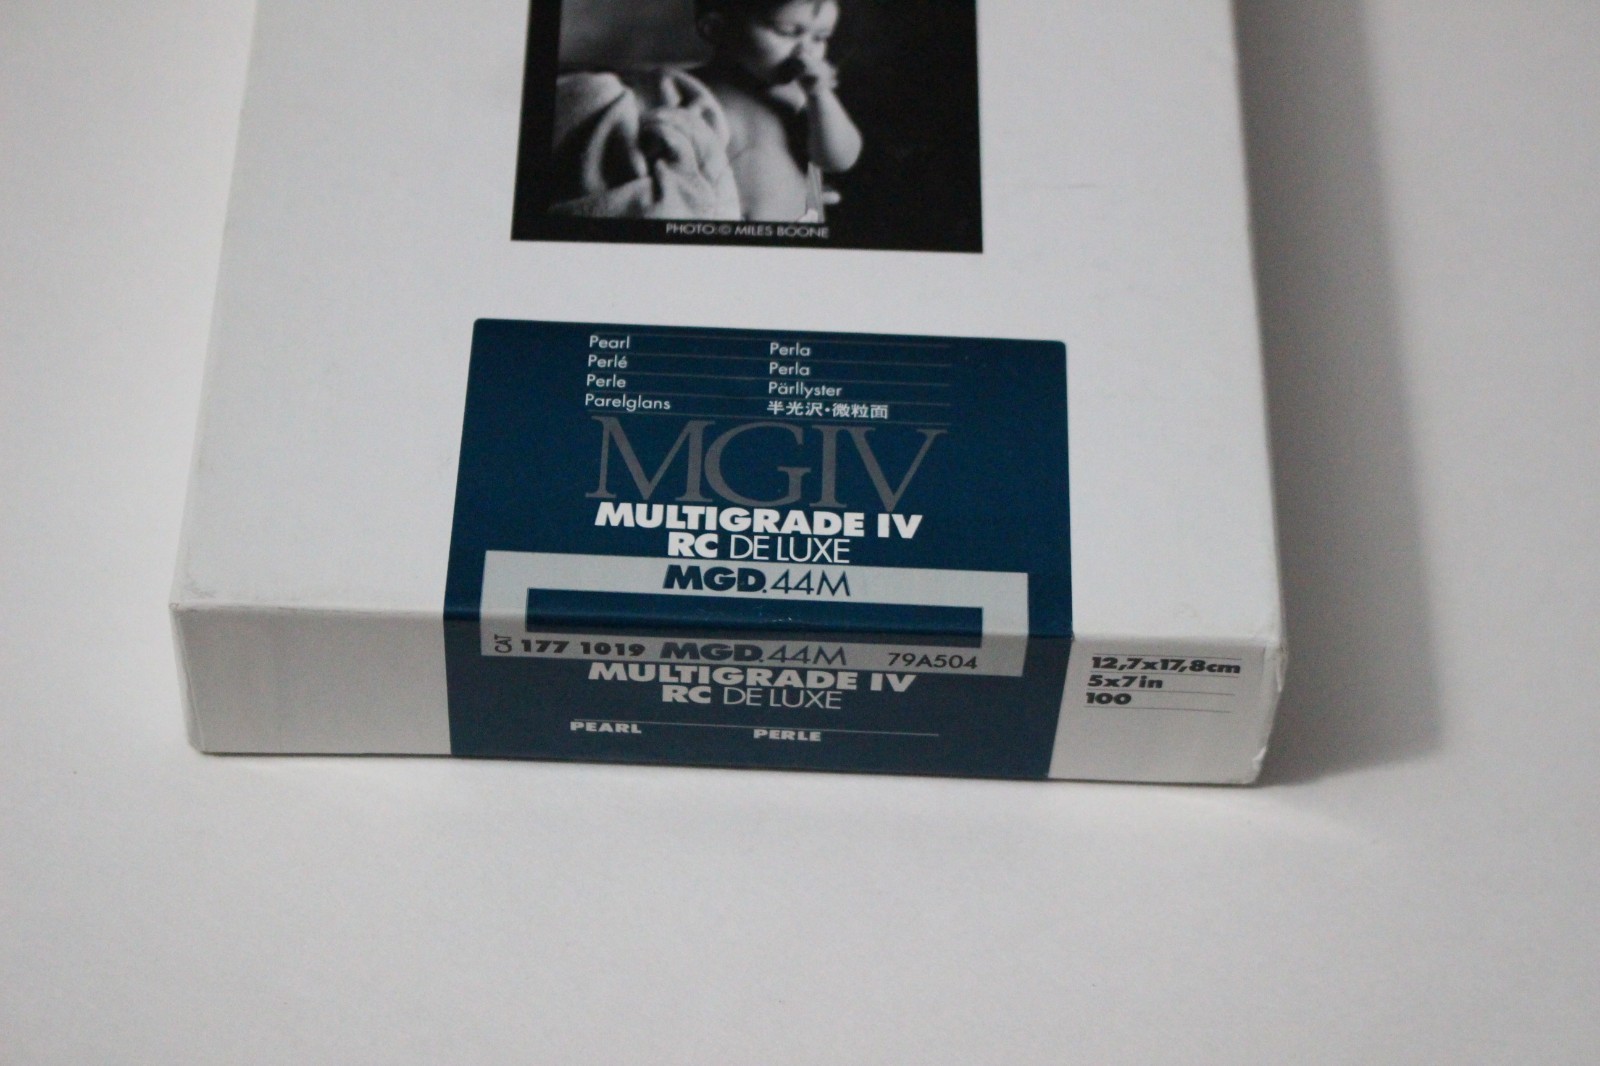 PHOTO © MILES BOONE
Pearl Perla
Perlé Perla
Perle Pärllyster
Parelglans 半光沢・微粒面
MGIV
MULTIGRADE IV
RC DE LUXE
MGD.44M
CAT 177 1019 MGD.44M 79A504
MULTIGRADE IV
RC DE LUXE
PEARL PERLE
12,7x17,8cm
5x7in
100